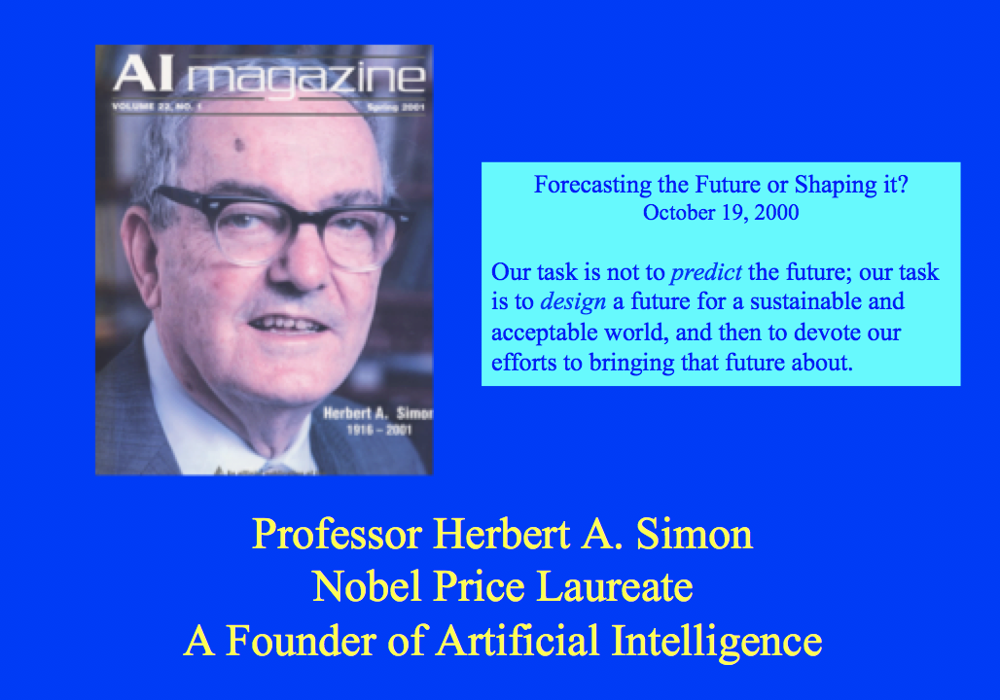 AI magazine
VOLUME 22, NO. 1 Spring 2001
Herbert A. Simon
1916 – 2001
Forecasting the Future or Shaping it?
October 19, 2000
Our task is not to predict the future; our task
is to design a future for a sustainable and
acceptable world, and then to devote our
efforts to bringing that future about.
Professor Herbert A. Simon
Nobel Price Laureate
A Founder of Artificial Intelligence